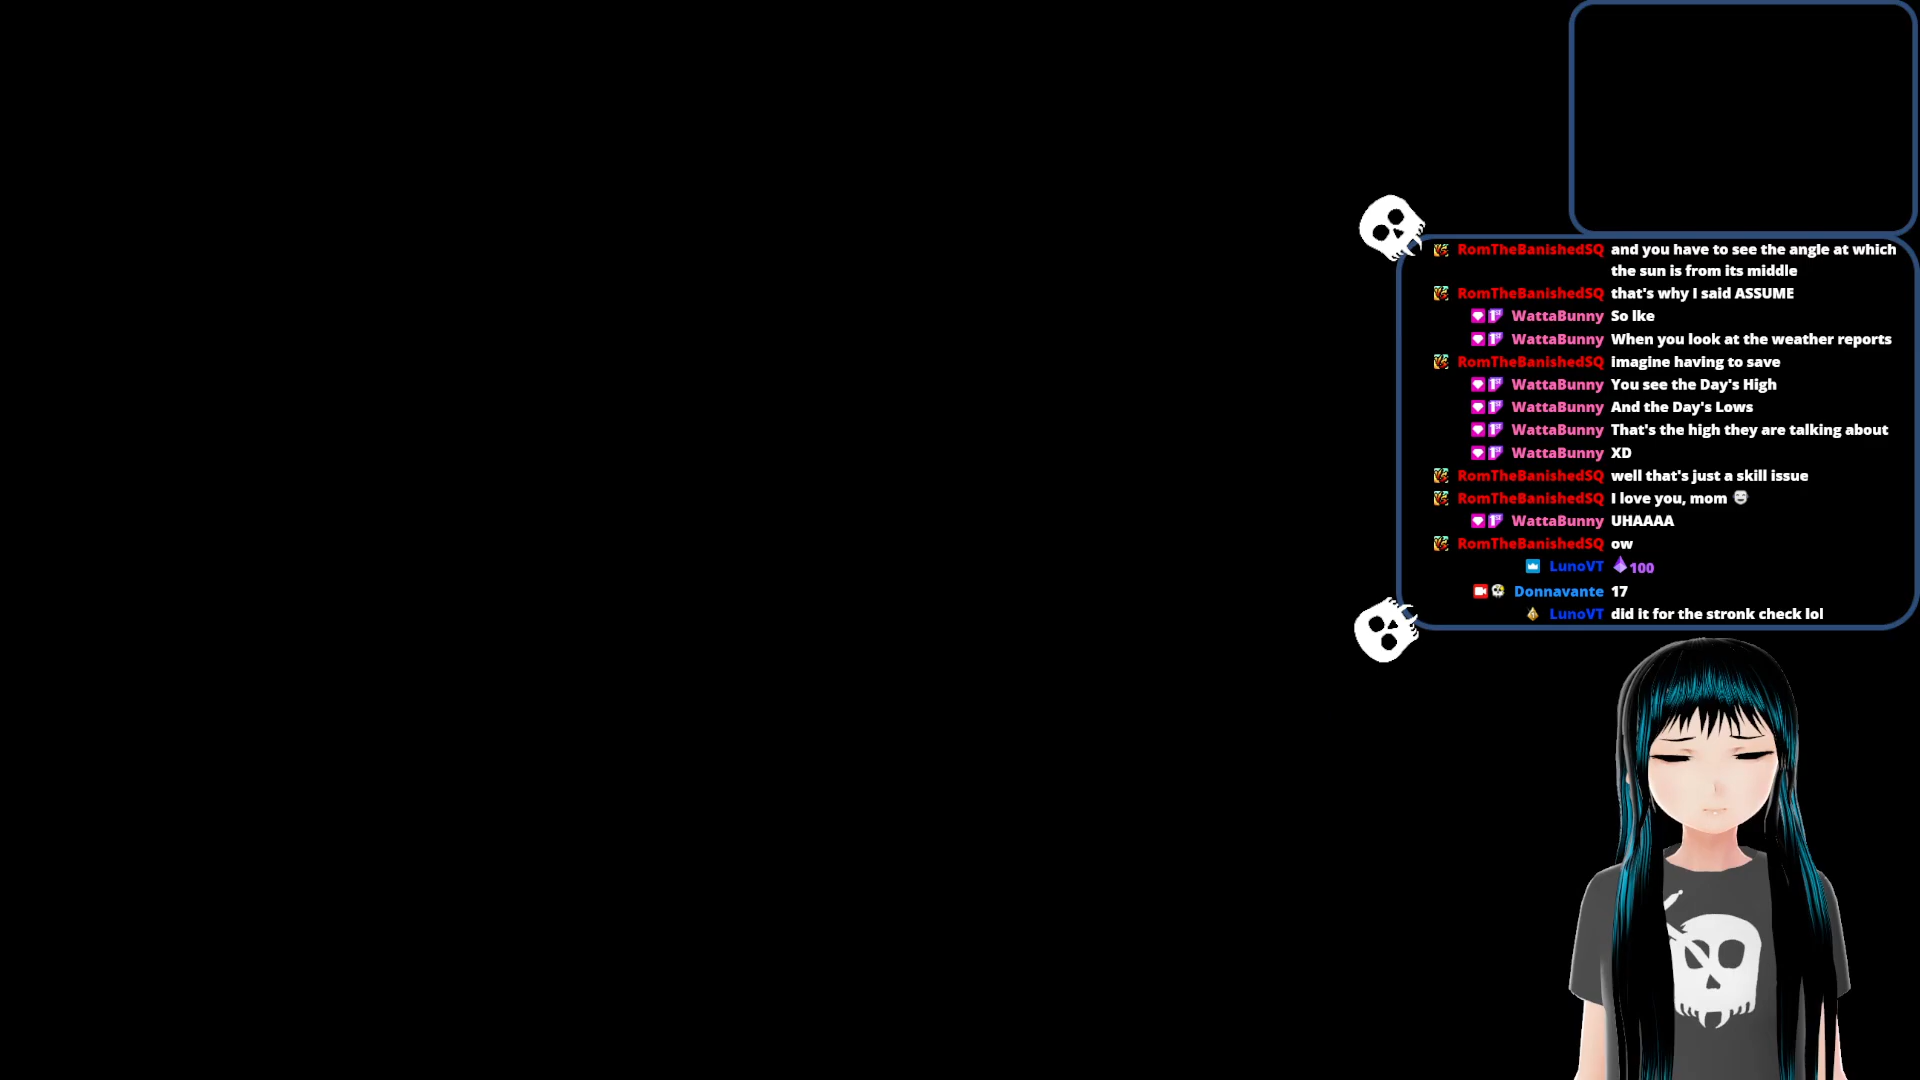 RomTheBanishedSQ and you have to see the angle at which
the sun is from its middle
RomTheBanishedSQ that's why I said ASSUME
WattaBunny So Ike
WattaBunny When you look at the weather reports
RomTheBanishedSQ imagine having to save
WattaBunny You see the Day's High
WattaBunny And the Day's Lows
WattaBunny That's the high they are talking about
WattaBunny XD
RomTheBanishedSQ well that's just a skill issue
RomTheBanishedSQ I love you, mom
WattaBunny UHAAAA
RomTheBanishedSQ ow
LunoVT 100
Donnavante 17
LunoVT did it for the stronk check lol